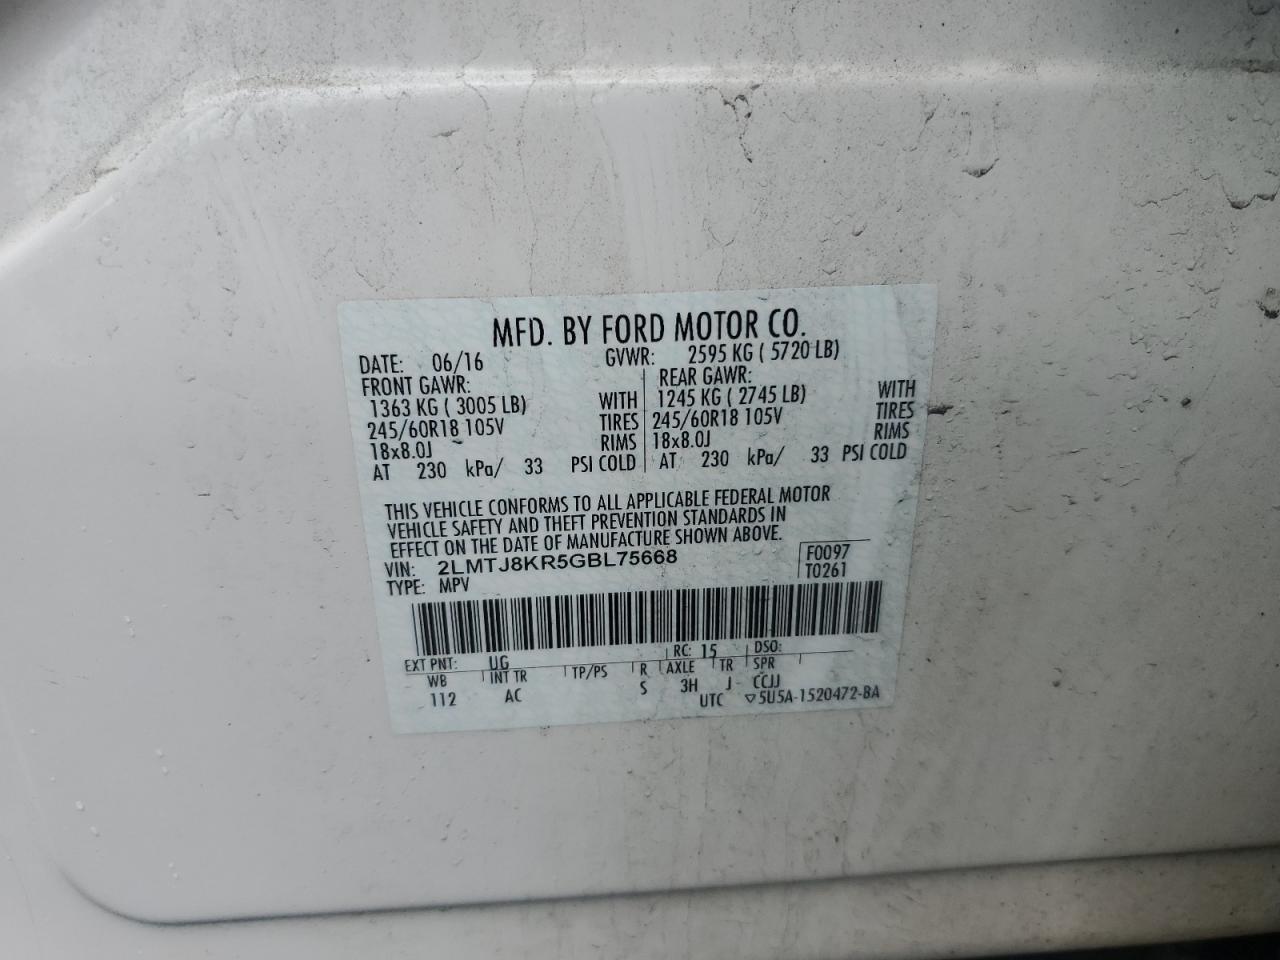 MFD. BY FORD MOTOR CO.
DATE: 06/16 GVWR: 2595 KG ( 5720 LB)
FRONT GAWR: REAR GAWR:
1363 KG ( 3005 LB) WITH 1245 KG ( 2745 LB) WITH
245/60R18 105V TIRES 245/60R18 105V TIRES
18x8.0J RIMS 18x8.0J RIMS
AT 230 kPa/ 33 PSI COLD AT 230 kPa/ 33 PSI COLD
THIS VEHICLE CONFORMS TO ALL APPLICABLE FEDERAL MOTOR
VEHICLE SAFETY AND THEFT PREVENTION STANDARDS IN
EFFECT ON THE DATE OF MANUFACTURE SHOWN ABOVE.
VIN: 2LMTJ8KR5GBL75668 F0097
TYPE: MPV T0261
EXT PNT: UG RC: 15 DSO:
WB INT TR TP/PS R AXLE TR SPR
112 AC S 3H J CCJJ
UTC ▽5U5A-1520472-BA